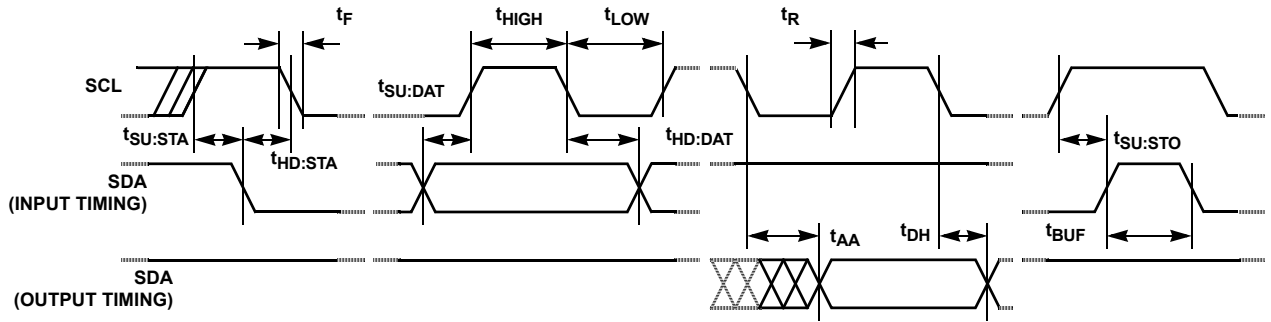 tF
tHIGH
tLOW
tR
SCL
tSU:DAT
tSU:STA
tHD:STA
tHD:DAT
tSU:STO
SDA
(INPUT TIMING)
tAA
tDH
tBUF
SDA
(OUTPUT TIMING)